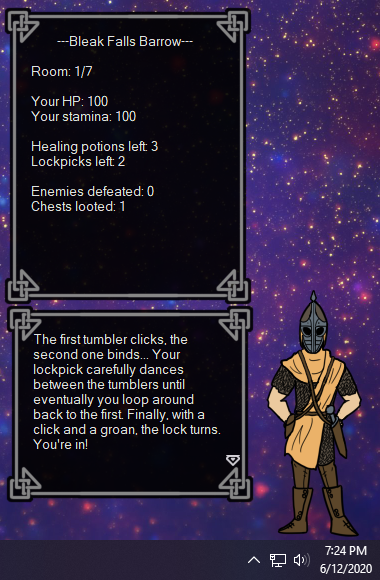 ---Bleak Falls Barrow---
Room: 1/7
Your HP: 100
Your stamina: 100
Healing potions left: 3
Lockpicks left: 2
Enemies defeated: 0
Chests looted: 1
The first tumbler clicks, the
second one binds... Your
lockpick carefully dances
between the tumblers until
eventually you loop around
back to the first. Finally, with a
click and a groan, the lock turns.
You're in!
7:24 PM
6/12/2020